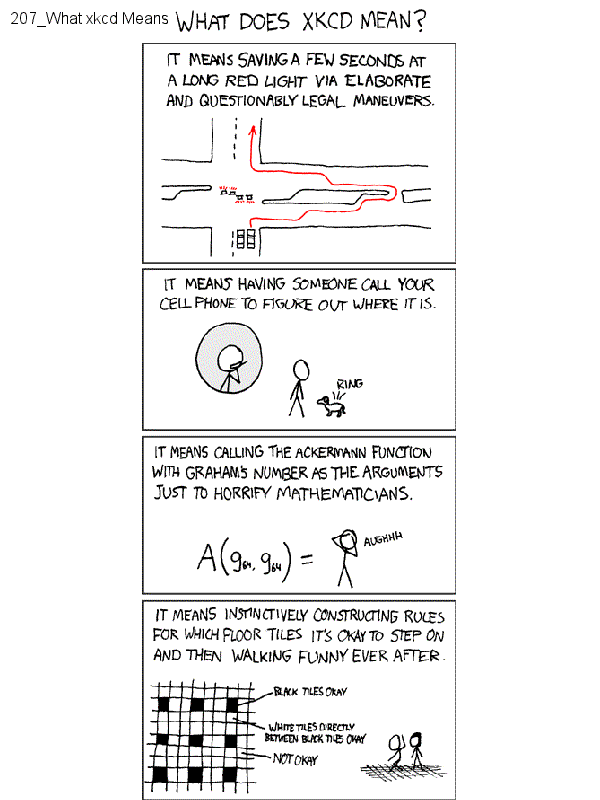 207_What xkcd Means
WHAT DOES XKCD MEAN?
IT MEANS SAVING A FEW SECONDS AT
A LONG RED LIGHT VIA ELABORATE
AND QUESTIONABLY LEGAL MANEUVERS.
IT MEANS HAVING SOMEONE CALL YOUR
CELL PHONE TO FIGURE OUT WHERE IT IS.
RING
IT MEANS CALLING THE ACKERMANN FUNCTION
WITH GRAHAM'S NUMBER AS THE ARGUMENTS
JUST TO HORRIFY MATHEMATICIANS.
A(g₆₄, g₆₄) =
AUGHHH
IT MEANS INSTINCTIVELY CONSTRUCTING RULES
FOR WHICH FLOOR TILES IT'S OKAY TO STEP ON
AND THEN WALKING FUNNY EVER AFTER.
BLACK TILES OKAY
WHITE TILES DIRECTLY
BETWEEN BLACK TILES OKAY
NOT OKAY